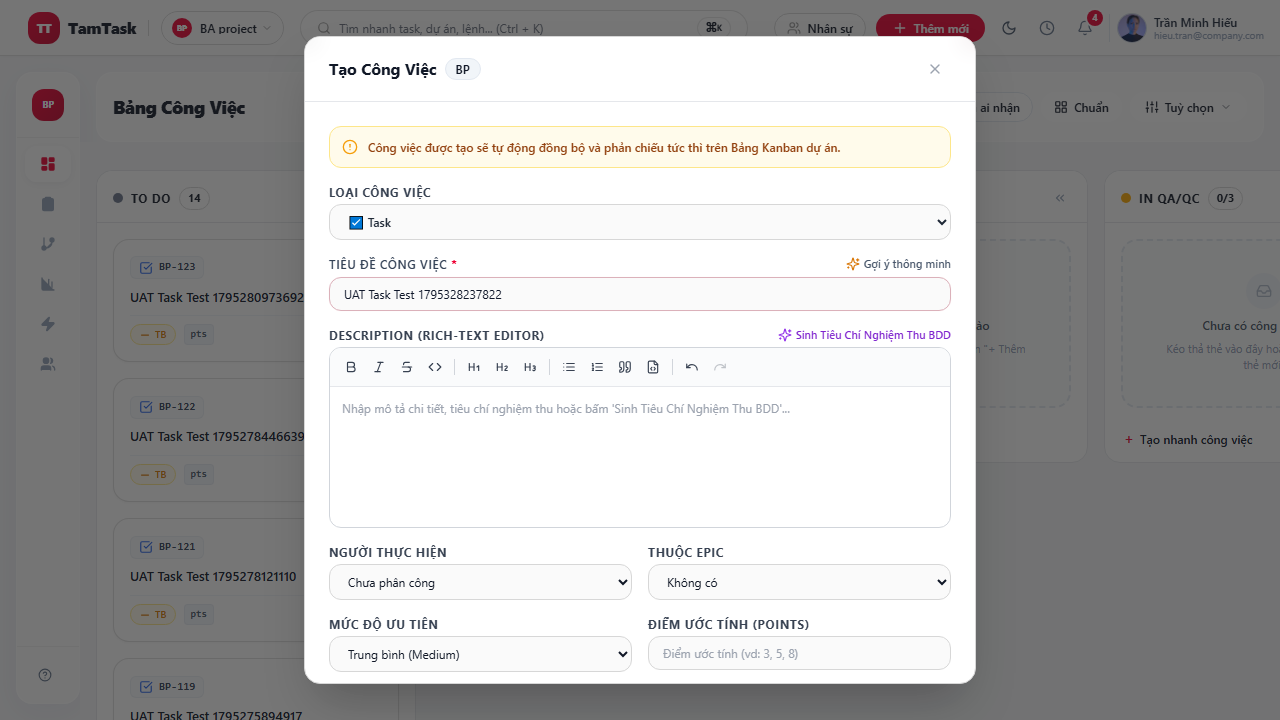 TT TamTask
BP BA project
Tìm nhanh task, dự án, lệnh... (Ctrl + K)
⌘K
Nhân sự
+ Thêm mới
4
Trần Minh Hiếu
hieu.tran@company.com
BP
Bảng Công Việc
ai nhận
Chuẩn
Tuỳ chọn
TO DO 14
BP-123
UAT Task Test 1795280973692
TB pts
BP-122
UAT Task Test 1795278446639
TB pts
BP-121
UAT Task Test 1795278121110
TB pts
BP-119
UAT Task Test 1795275894917
Tạo Công Việc BP
Công việc được tạo sẽ tự động đồng bộ và phản chiếu tức thì trên Bảng Kanban dự án.
LOẠI CÔNG VIỆC
Task
TIÊU ĐỀ CÔNG VIỆC *
Gợi ý thông minh
UAT Task Test 1795328237822
DESCRIPTION (RICH-TEXT EDITOR)
Sinh Tiêu Chí Nghiệm Thu BDD
B I S <> H1 H2 H3
Nhập mô tả chi tiết, tiêu chí nghiệm thu hoặc bấm 'Sinh Tiêu Chí Nghiệm Thu BDD'...
NGƯỜI THỰC HIỆN
Chưa phân công
THUỘC EPIC
Không có
MỨC ĐỘ ƯU TIÊN
Trung bình (Medium)
ĐIỂM ƯỚC TÍNH (POINTS)
Điểm ước tính (vd: 3, 5, 8)
IN QA/QC 0/3
Chưa có công
Kéo thả thẻ vào đây
thẻ mới
"+ Thêm
+ Tạo nhanh công việc